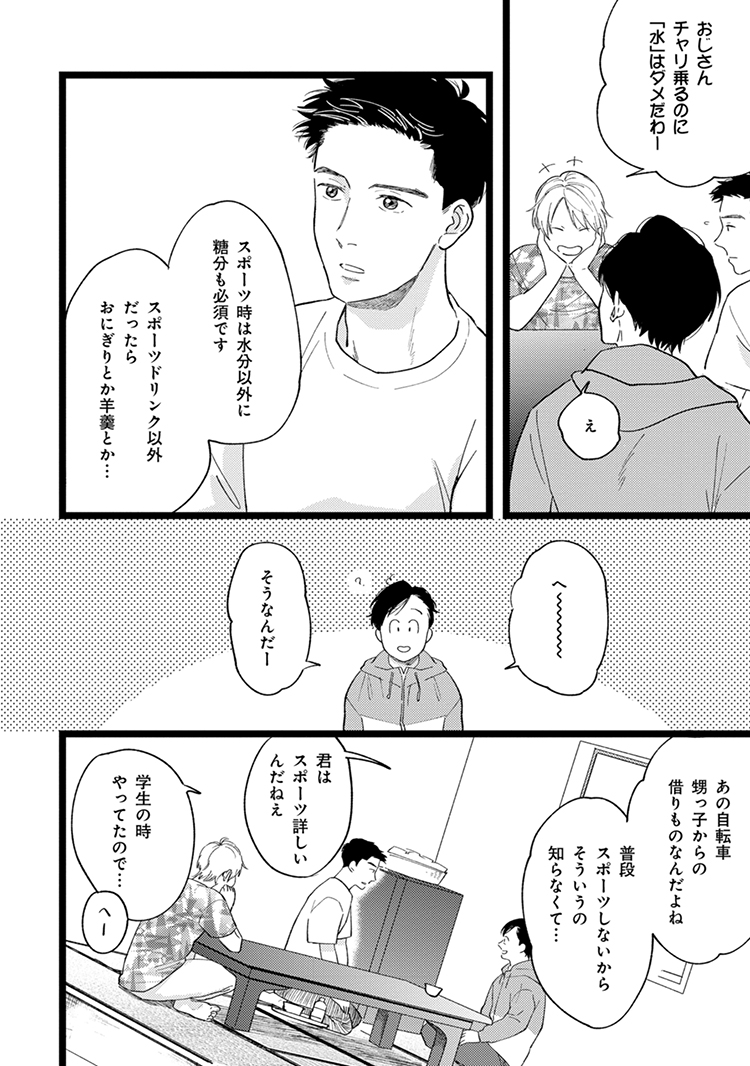 おじさん
チャリ乗るのに
「水」はダメだわー
え
スポーツ時は水分以外に
糖分も必須です
スポーツドリンク以外
だったら
おにぎりとか羊羹とか…
へ〜〜〜〜〜
そうなんだー
?
あの自転車
甥っ子からの
借りものなんだよね
普段
スポーツしないから
そういうの
知らなくて…
君は
スポーツ詳しい
んだねえ
学生の時
やってたので…
へー